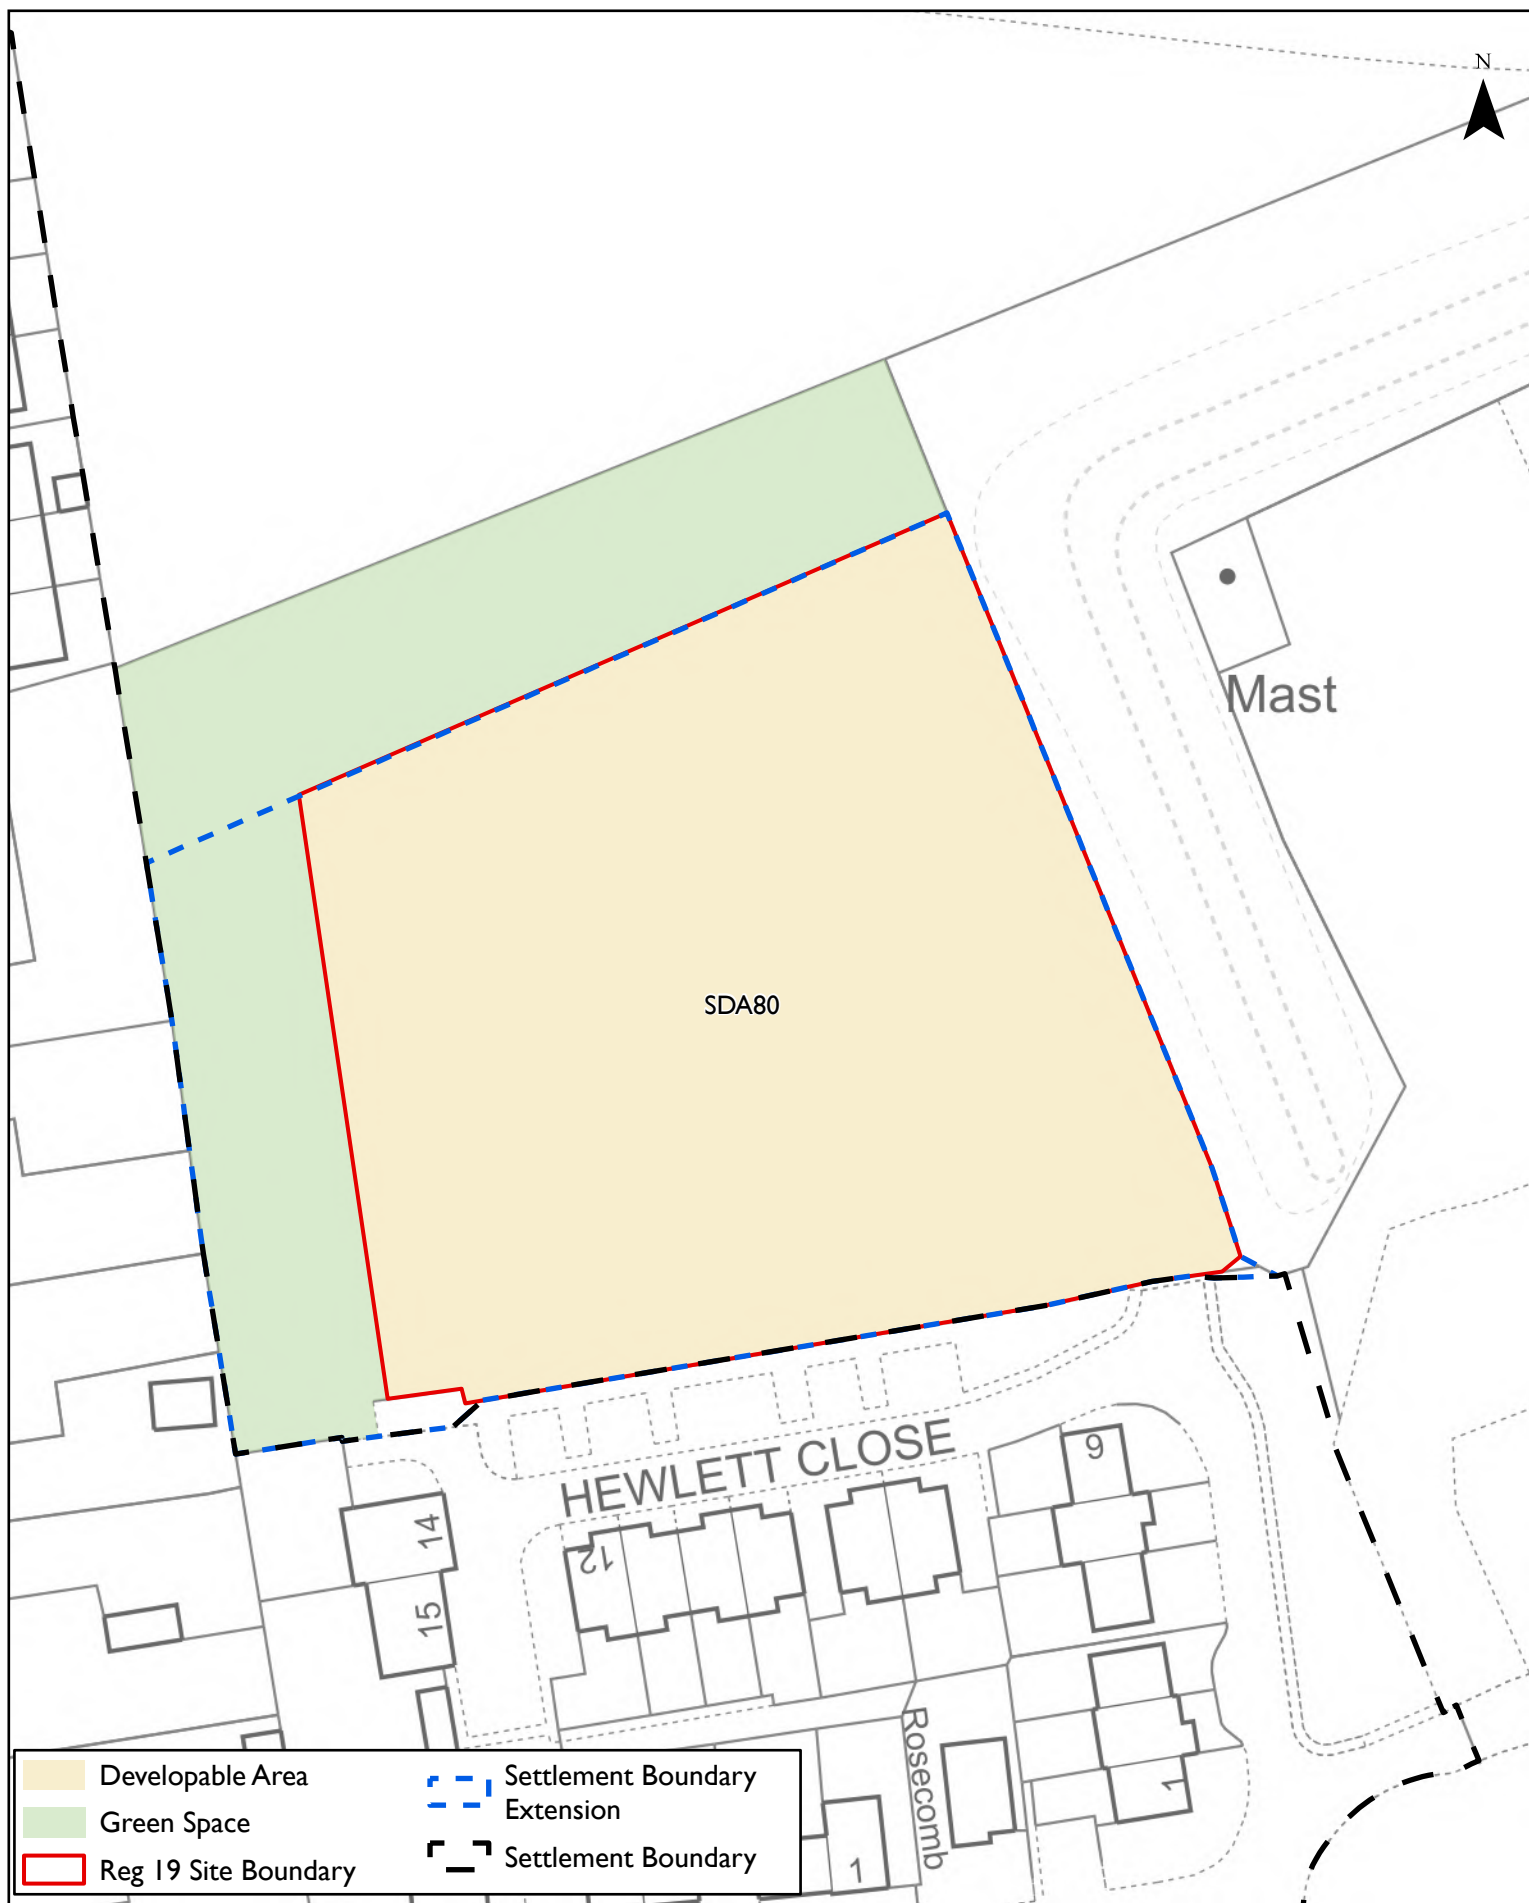 N
Mast
SDA80
HEWLETT CLOSE
9
14
12
15
Rosecomb
1
1
Developable Area
Green Space
Reg 19 Site Boundary
Settlement Boundary
Extension
Settlement Boundary